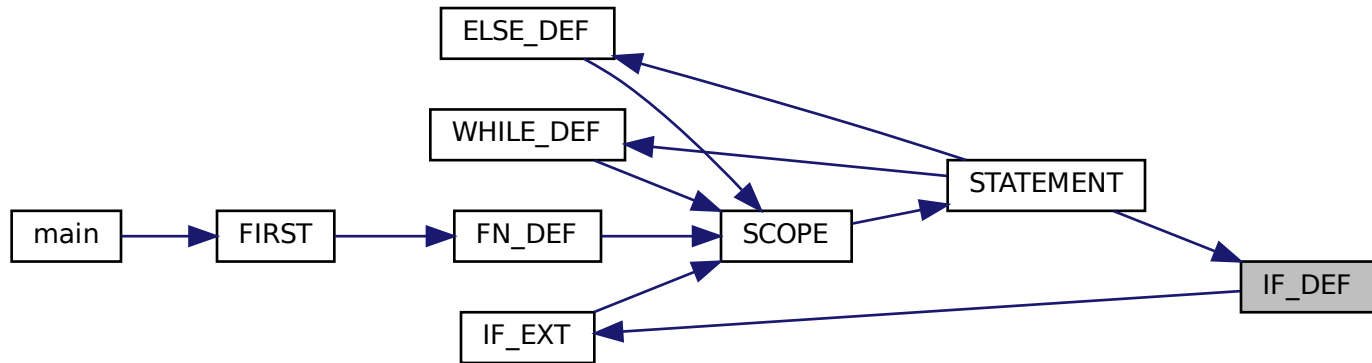 ELSE_DEF
WHILE_DEF
STATEMENT
main
FIRST
FN_DEF
SCOPE
IF_DEF
IF_EXT